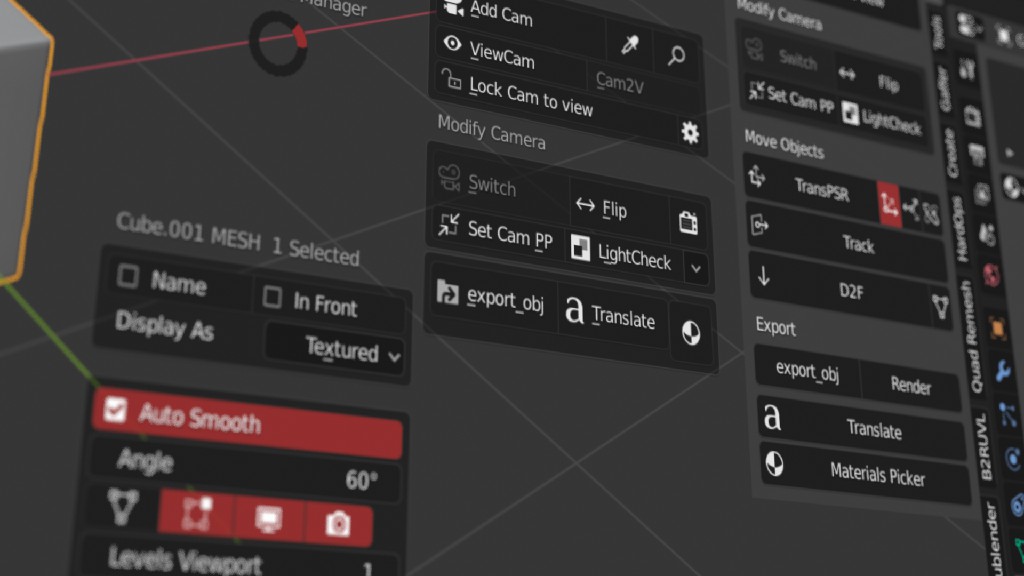 Manager
Add Cam
ViewCam
Cam2V
Lock Cam to view
Modify Camera
Switch
Flip
Set Cam PP
LightCheck
export_obj
a Translate
Cube.001 MESH 1 Selected
Name
In Front
Display As
Textured
Auto Smooth
Angle
60°
Levels Viewport
1
Modify Camera
Switch
Flip
Set Cam PP
LightCheck
Move Objects
TransPSR
Track
D2F
Export
export_obj
Render
a Translate
Materials Picker
Tools
Create
HardOps
Quad Remesh
B2RUVL